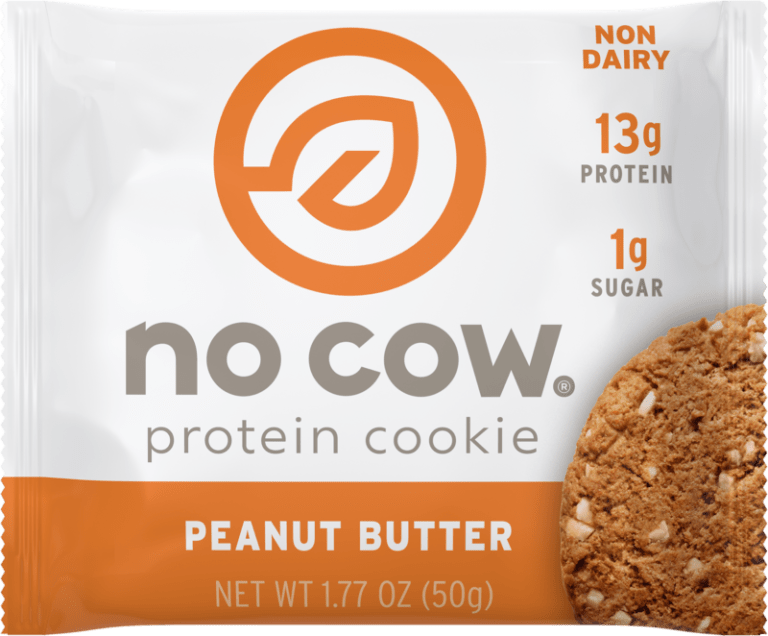 NON
DAIRY
13g
PROTEIN
1g
SUGAR
no cow.®
protein cookie
PEANUT BUTTER
NET WT 1.77 OZ (50g)